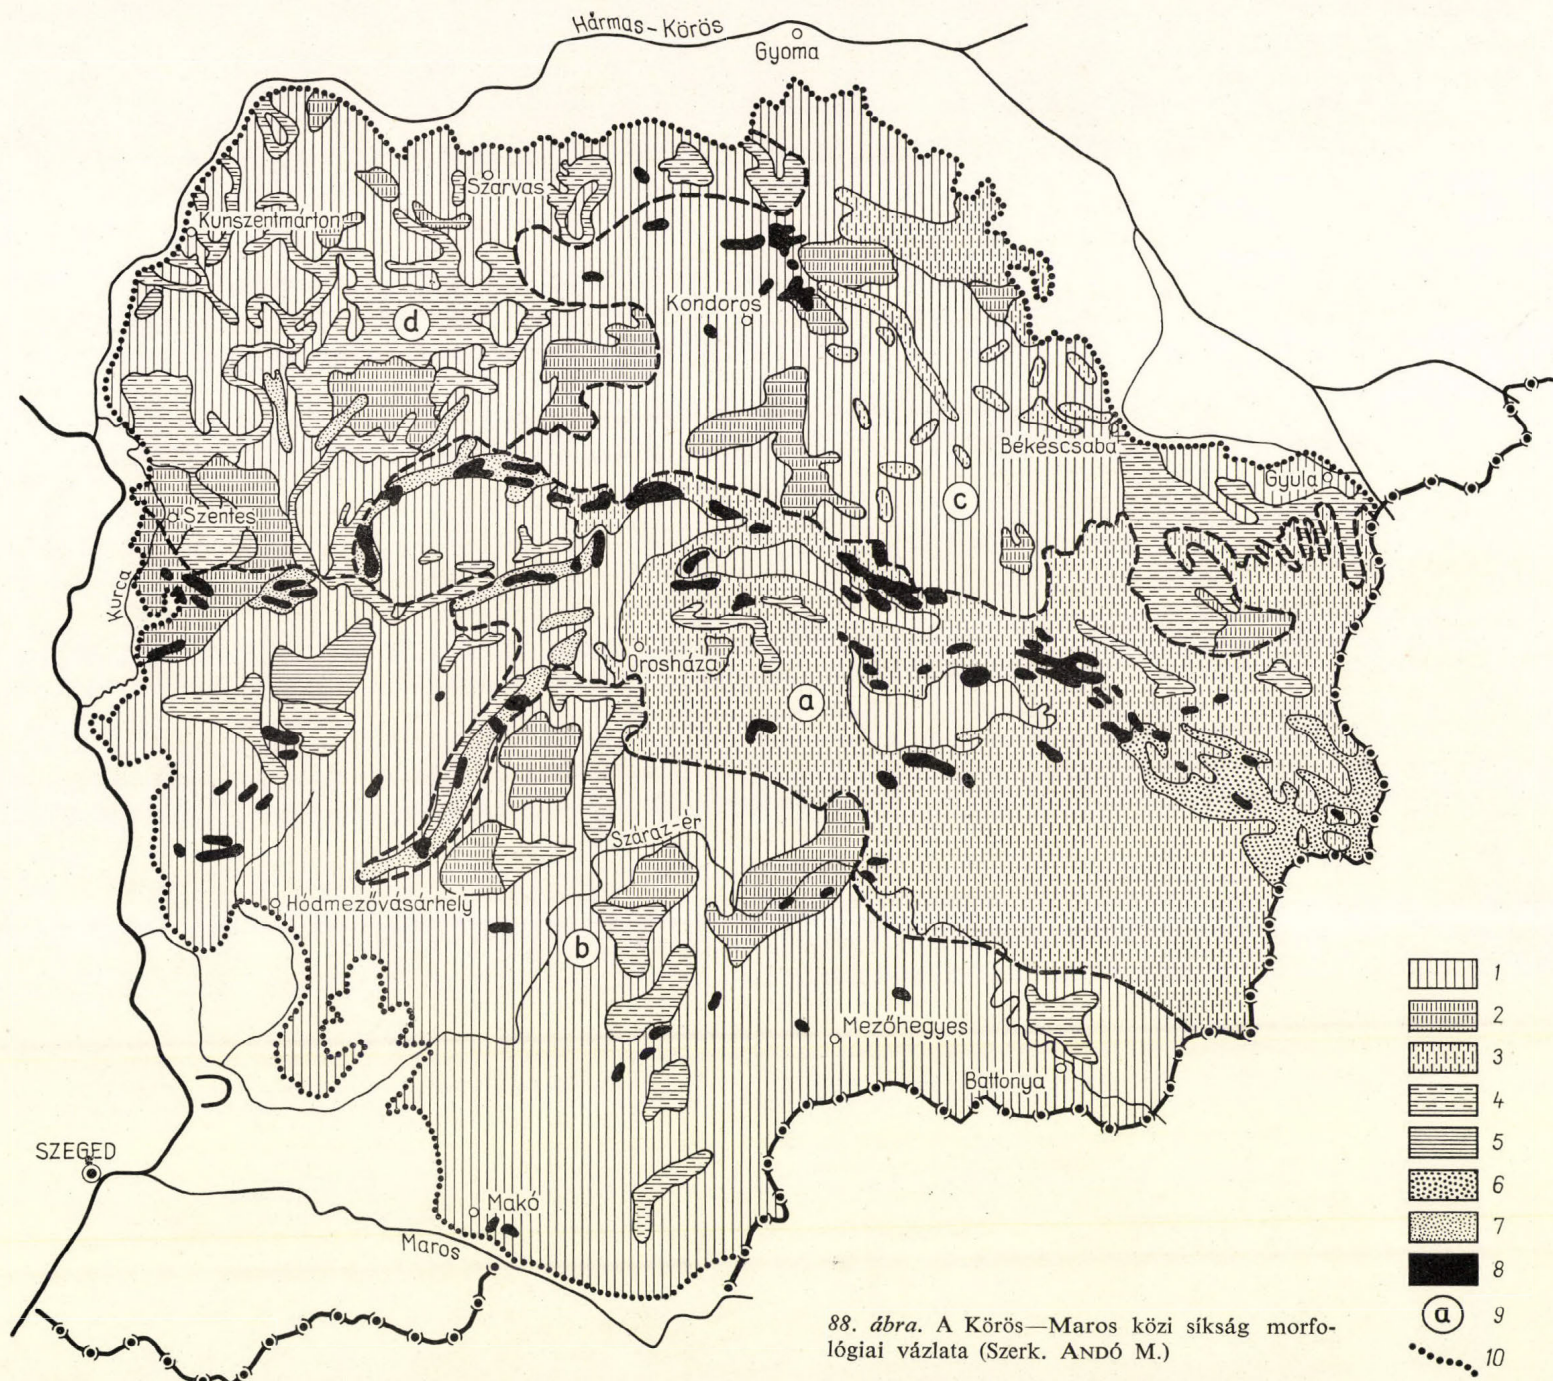 Hármas-Körös
Gyoma
Szarvas
Kunszentmárton
d
Kondoros
Békéscsaba
Gyula
c
Szentes
Kurca
Orosháza
a
Száraz-ér
Hódmezővásárhely
b
Mezőhegyes
Battonya
SZEGED
Makó
Maros
1
2
3
4
5
6
7
8
a 9
10
88. ábra. A Körös—Maros közi síkság morfo-
lógiai vázlata (Szerk. ANDÓ M.)